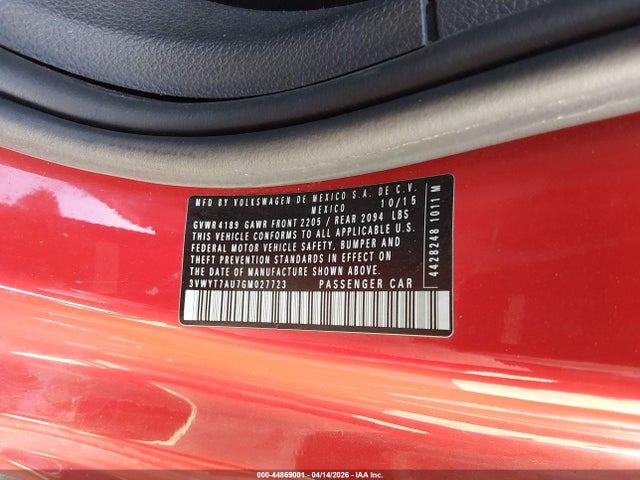 MFD BY VOLKSWAGEN DE MEXICO S.A. DE C.V.
MEXICO 10/15
GVWR 4189 GAWR FRONT 2205 / REAR 2094 LBS
THIS VEHICLE CONFORMS TO ALL APPLICABLE U.S.
FEDERAL MOTOR VEHICLE SAFETY, BUMPER AND
THEFT PREVENTION STANDARDS IN EFFECT ON THE
DATE OF MANUFACTURE SHOWN ABOVE
3VWYT7AU7GM027723 PASSENGER CAR
4428248 1011 M
000-44869001 04/14/2026 IAA Inc.